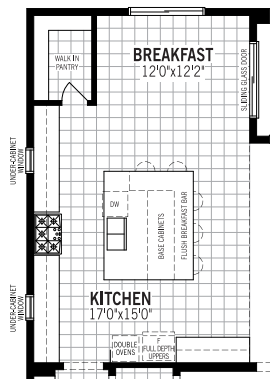 WALK IN
PANTRY
BREAKFAST
12'0"x12'2"
SLIDING GLASS DOOR
UNDER-CABINET
WINDOW
DW
BASE CABINETS
FLUSH BREAKFAST BAR
UNDER-CABINET
WINDOW
KITCHEN
17'0"x15'0"
DOUBLE
OVENS
F
(FULL DEPTH)
UPPERS